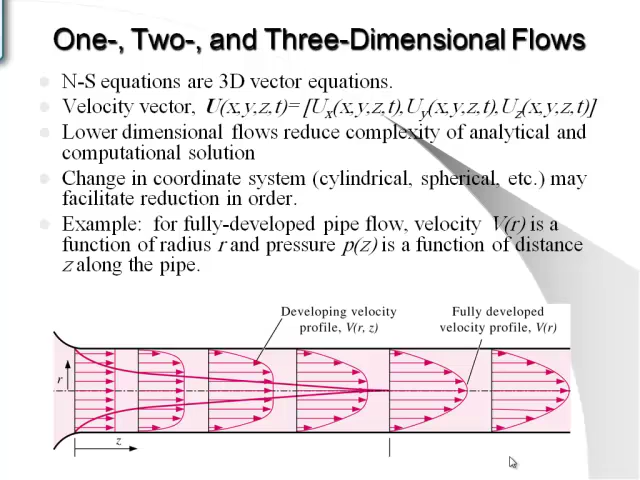 One-, Two-, and Three-Dimensional Flows
N-S equations are 3D vector equations.
Velocity vector, U(x,y,z,t)= [Ux(x,y,z,t),Uy(x,y,z,t),Uz(x,y,z,t)]
Lower dimensional flows reduce complexity of analytical and
computational solution
Change in coordinate system (cylindrical, spherical, etc.) may
facilitate reduction in order.
Example: for fully-developed pipe flow, velocity V(r) is a
function of radius r and pressure p(z) is a function of distance
z along the pipe.
Developing velocity
profile, V(r, z)
Fully developed
velocity profile, V(r)
r
z